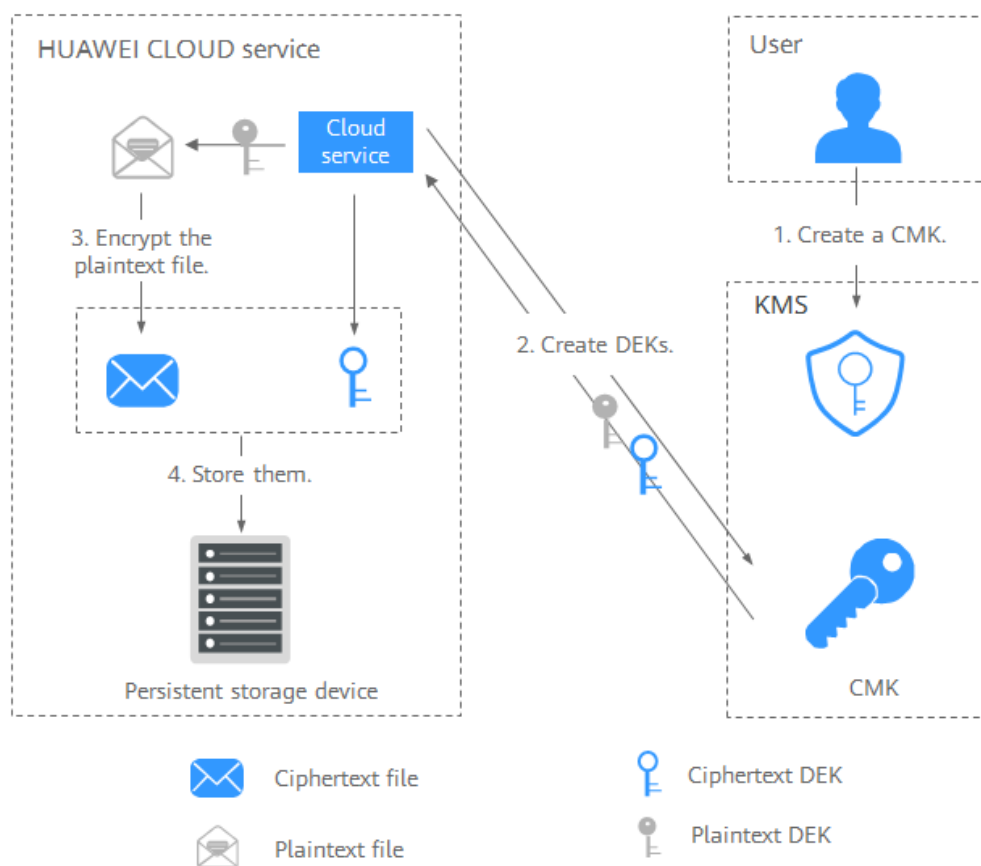 HUAWEI CLOUD service
User
Cloud
service
3. Encrypt the
plaintext file.
1. Create a CMK.
KMS
2. Create DEKs.
4. Store them.
Persistent storage device
CMK
Ciphertext file
Ciphertext DEK
Plaintext file
Plaintext DEK